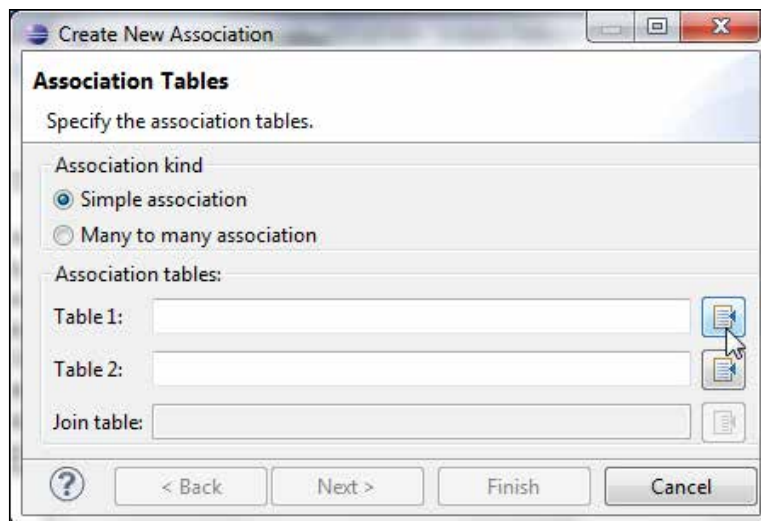 Create New Association
Association Tables
Specify the association tables.
Association kind
Simple association
Many to many association
Association tables:
Table 1:
Table 2:
Join table:
? < Back Next > Finish Cancel